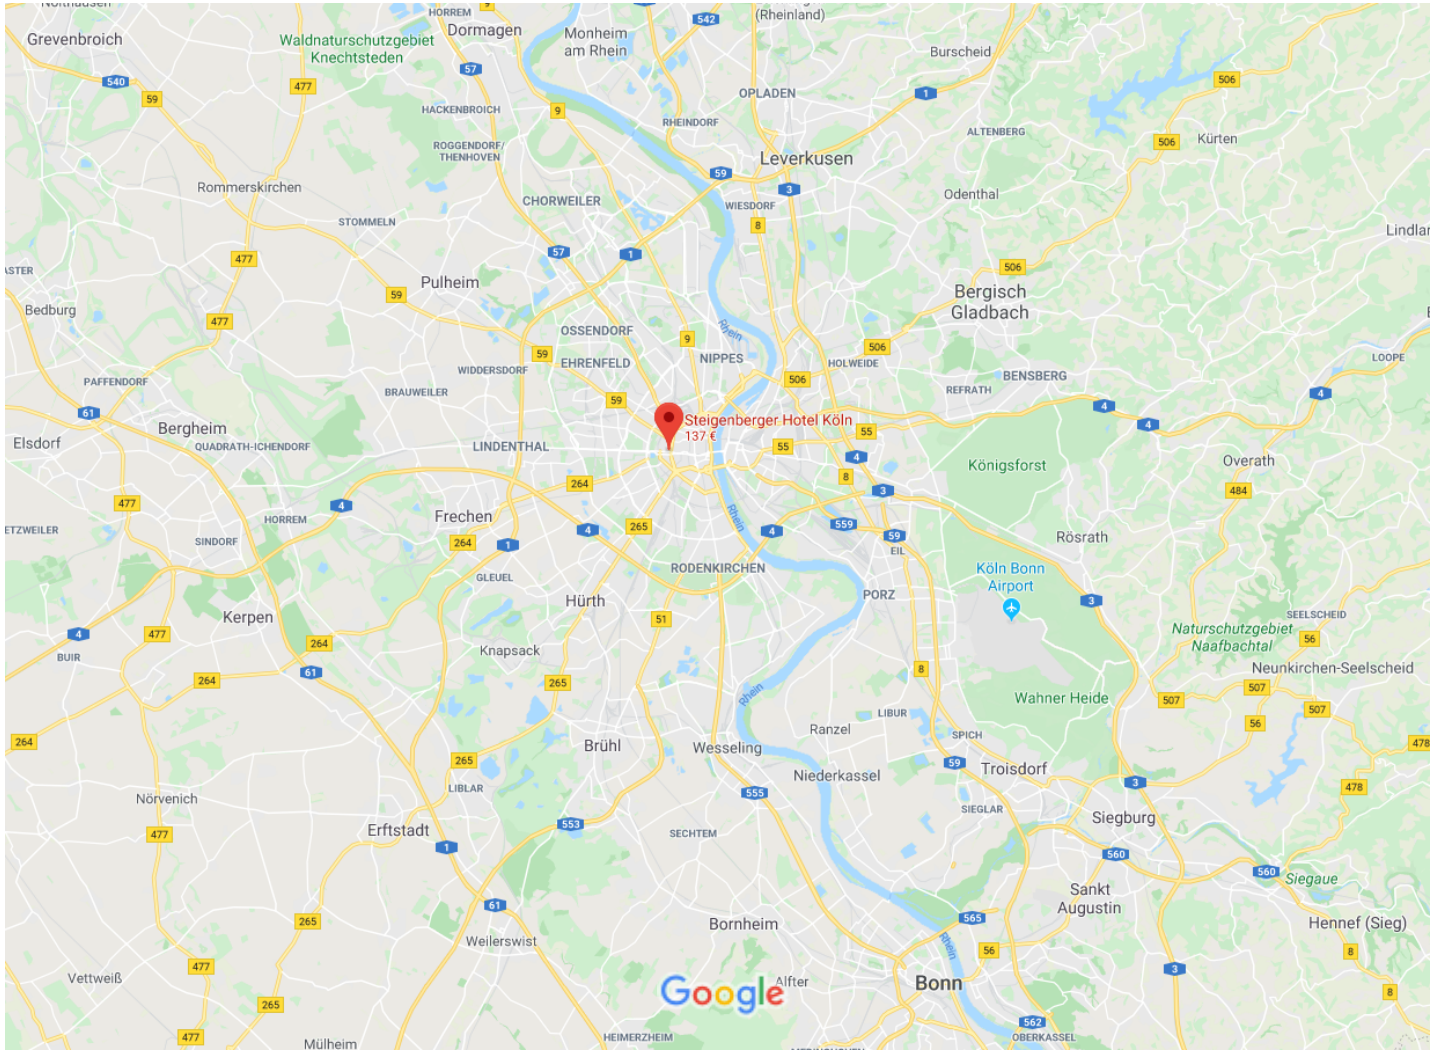 HORREM
9
Dormagen
542
(Rheinland)
Grevenbroich
Waldnaturschutzgebiet
Knechtsteden
Monheim
am Rhein
Burscheid
57
540
59
477
506
1
OPLADEN
HACKENBROICH
9
RHEINDORF
ALTENBERG
506
Kürten
ROGGENDORF/
THENHOVEN
Leverkusen
59
3
Rommerskirchen
CHORWEILER
WIESDORF
Odenthal
STOMMELN
8
57
1
477
506
Pulheim
59
Bergisch
Gladbach
Bedburg
477
OSSENDORF
Rhein
9
506
EHRENFELD
NIPPES
HOLWEIDE
LOOPE
59
WIDDERSDORF
506
REFRATH
BENSBERG
PAFFENDORF
BRAUWEILER
4
61
59
4
4
Steigenberger Hotel Köln
137 €
55
Bergheim
Elsdorf
QUADRATH-ICHENDORF
LINDENTHAL
55
4
Königsforst
Overath
8
264
3
484
477
4
HORREM
Frechen
265
4
Rhein
4
559
59
SINDORF
264
1
EIL
Rösrath
RODENKIRCHEN
Köln Bonn
Airport
GLEUEL
Hürth
PORZ
3
Kerpen
51
SEELSCHEID
4
477
264
Naturschutzgebiet
Naafbachtal
56
BUIR
Knapsack
61
264
265
8
Neunkirchen-Seelscheid
507
507
507
Rhein
Wahner Heide
LIBUR
56
264
Brühl
Wesseling
Ranzel
SPICH
478
265
59
Troisdorf
Niederkassel
3
478
LIBLAR
555
Nörvenich
SIEGLAR
Siegburg
Erftstadt
553
SECHTEM
477
1
560
560
Siegaue
Sankt
Augustin
61
265
Bornheim
565
Hennef (Sieg)
Weilerswist
Rhein
56
8
477
3
Vettweiß
Google
Alfter
Bonn
8
265
562
477
HEIMERZHEIM
OBERKASSEL
Mülheim